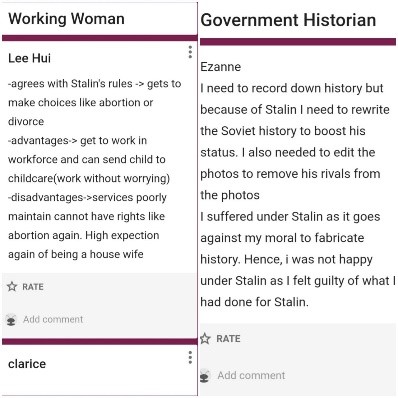 Working Woman
Lee Hui
-agrees with Stalin's rules -> gets to
make choices like abortion or
divorce
-advantages-> get to work in
workforce and can send child to
childcare(work without worrying)
-disadvantages->services poorly
maintain cannot have rights like
abortion again. High expection
again of being a house wife
RATE
Add comment
clarice
Government Historian
Ezanne
I need to record down history but
because of Stalin I need to rewrite
the Soviet history to boost his
status. I also needed to edit the
photos to remove his rivals from
the photos
I suffered under Stalin as it goes
against my moral to fabricate
history. Hence, i was not happy
under Stalin as I felt guilty of what I
had done for Stalin.
RATE
Add comment